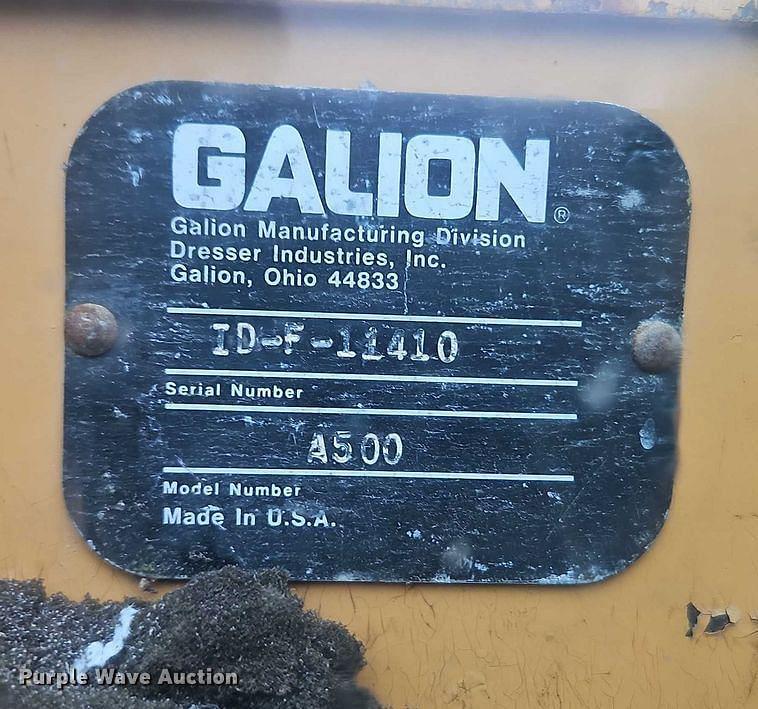 GALION®
Galion Manufacturing Division
Dresser Industries, Inc.
Galion, Ohio 44833
ID-F-11410
Serial Number
A500
Model Number
Made In U.S.A.
Purple Wave Auction